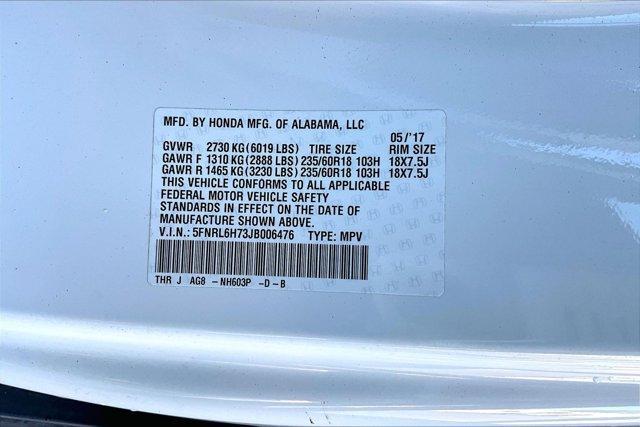 MFD. BY HONDA MFG. OF ALABAMA, LLC
05/'17
GVWR 2730 KG(6019 LBS) TIRE SIZE RIM SIZE
GAWR F 1310 KG(2888 LBS)235/60R18 103H 18X7.5J
GAWR R 1465 KG(3230 LBS)235/60R18 103H 18X7.5J
THIS VEHICLE CONFORMS TO ALL APPLICABLE
FEDERAL MOTOR VEHICLE SAFETY
STANDARDS IN EFFECT ON THE DATE OF
MANUFACTURE SHOWN ABOVE.
V.I.N.: 5FNRL6H73JB006476 TYPE: MPV
THR J AG8 -NH603P -D-B